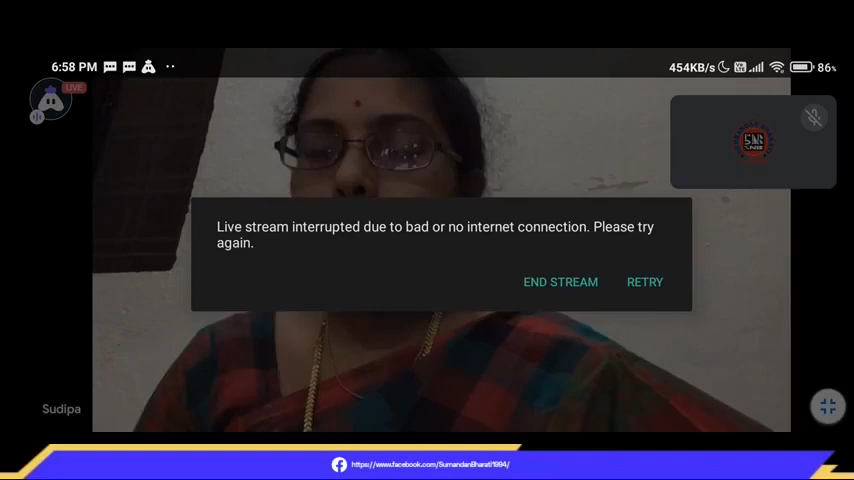 6:58 PM
454KB/s
86%
LIVE
Live stream interrupted due to bad or no internet connection. Please try
again.
END STREAM
RETRY
Sudipa
https://www.facebook.com/SumandanBharati1994/